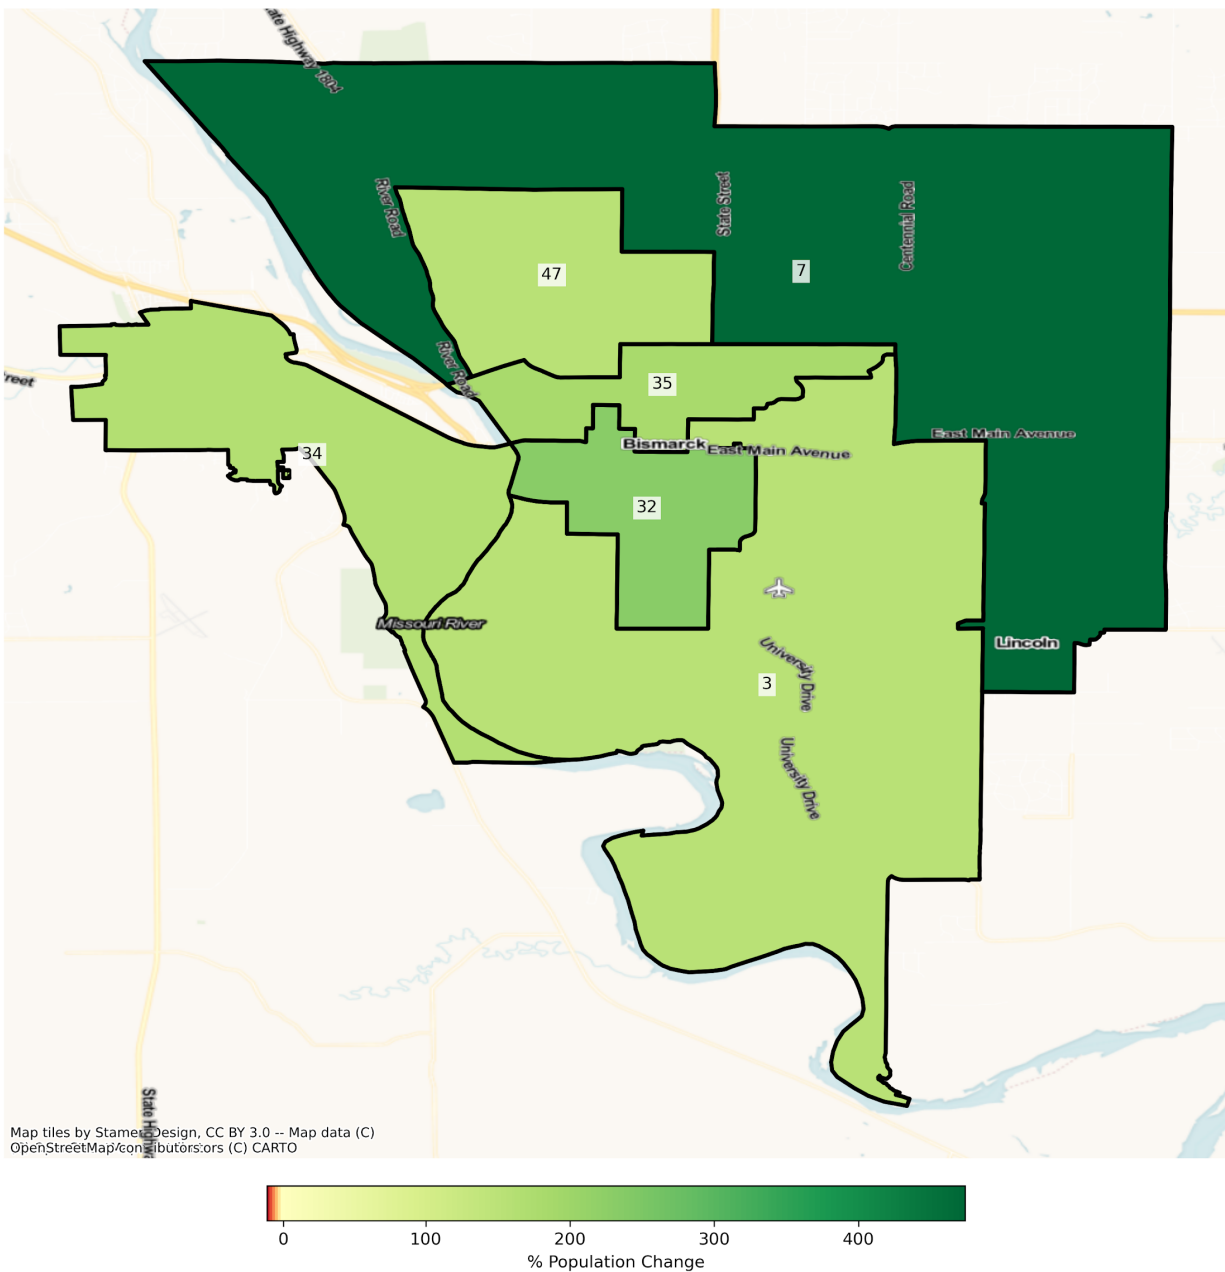 ate Highway 1804
River Road
State Street
Centennial Road
47
7
River Road
reet
35
Bismarck
East Main Avenue
East Main Avenue
34
32
Missouri River
University Drive
Lincoln
3
University Drive
State Highw
Map tiles by Stamen Design, CC BY 3.0 -- Map data (C)
OpenStreetMap contributors (C) CARTO
0 100 200 300 400
% Population Change